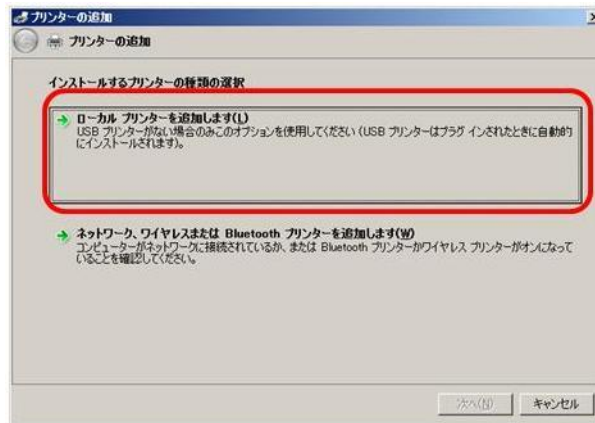 プリンターの追加
プリンターの追加
インストールするプリンターの種類の選択
ローカル プリンターを追加します(L)
USB プリンターがない場合のみこのオプションを使用してください (USB プリンターはプラグ インされたときに自動的
にインストールされます)。
ネットワーク、ワイヤレスまたは Bluetooth プリンターを追加します(W)
コンピューターがネットワークに接続されているか、または Bluetooth プリンターかワイヤレス プリンターがオンになって
いることを確認してください。
次へ(N)
キャンセル